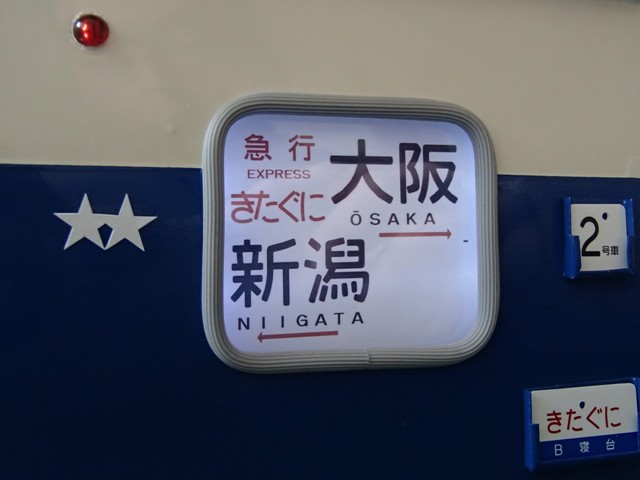 急行
EXPRESS
きたぐに
大阪
ŌSAKA
新潟
NIIGATA
2号車
きたぐに
B寝台